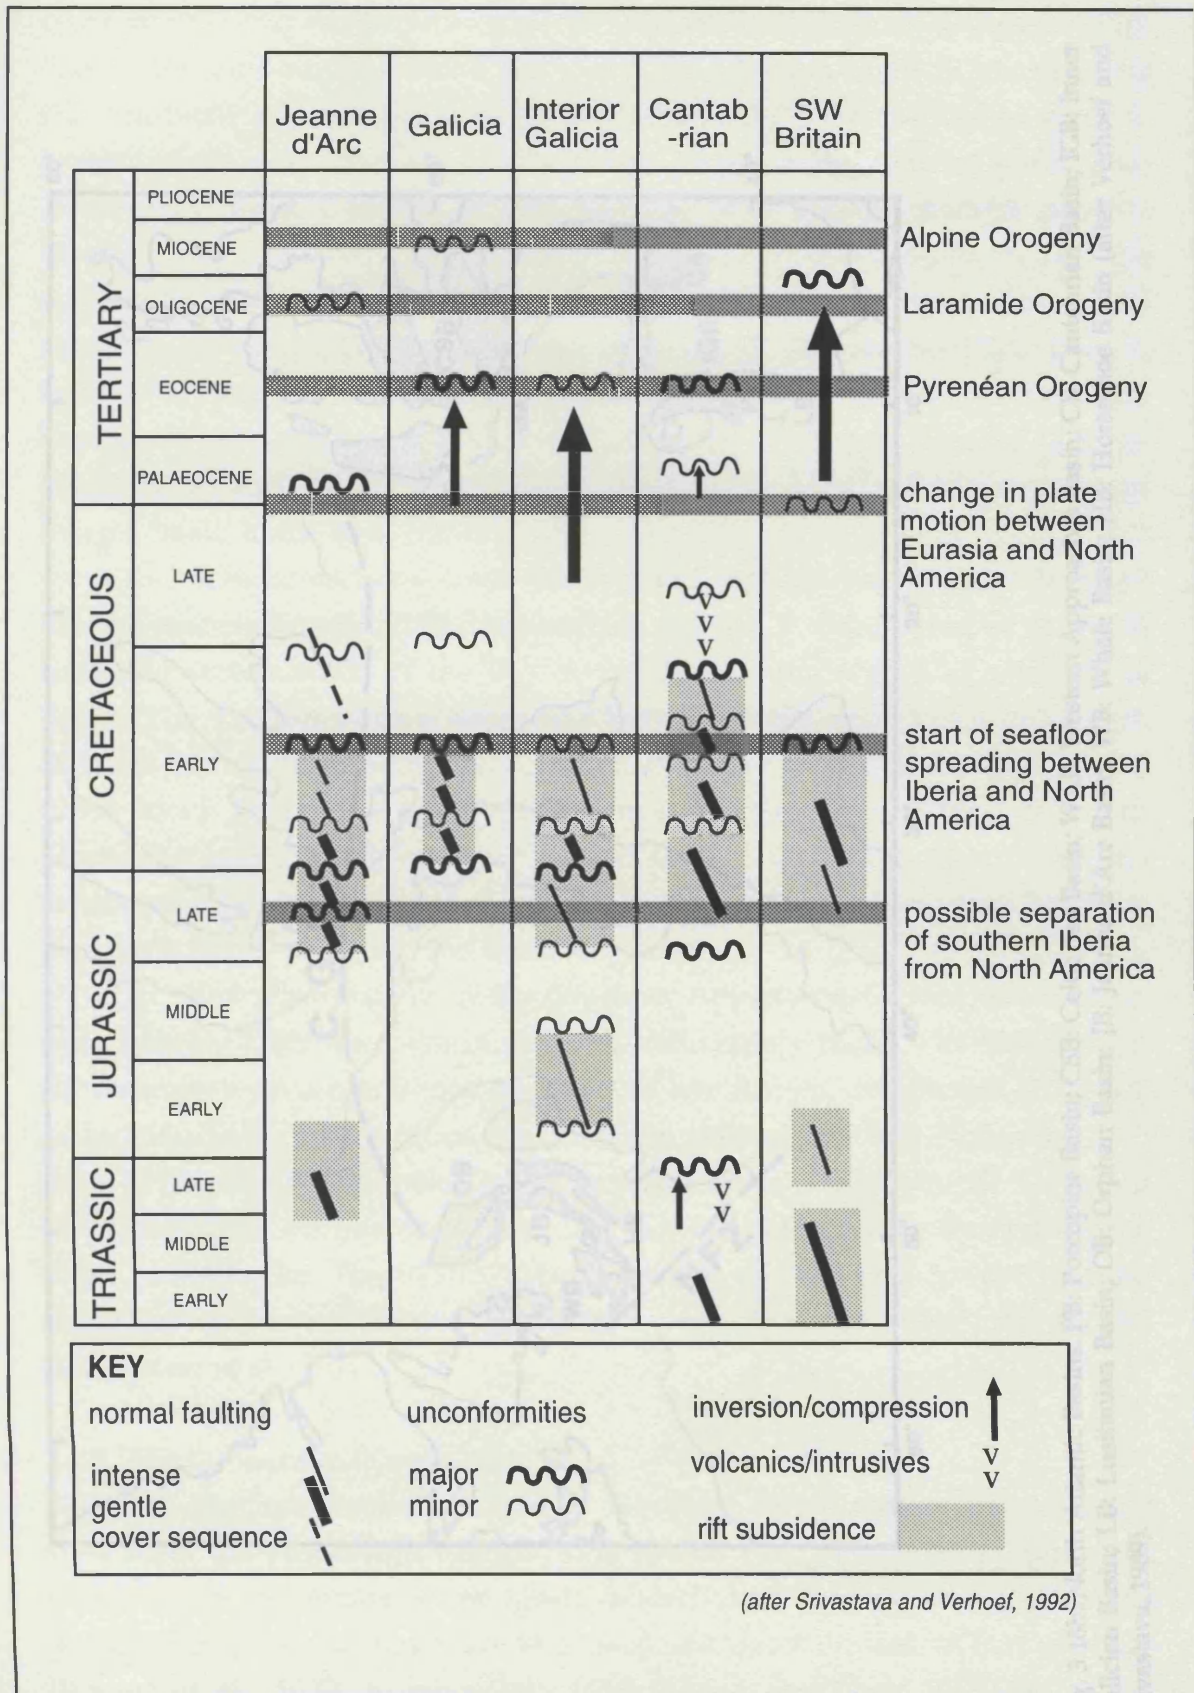 Jeanne
d'Arc
Galicia
Interior
Galicia
Cantab
-rian
SW
Britain
TERTIARY
PLIOCENE
MIOCENE
OLIGOCENE
EOCENE
PALAEOCENE
CRETACEOUS
LATE
EARLY
JURASSIC
LATE
MIDDLE
EARLY
TRIASSIC
LATE
MIDDLE
EARLY
Alpine Orogeny
Laramide Orogeny
Pyrenéan Orogeny
change in plate
motion between
Eurasia and North
America
start of seafloor
spreading between
Iberia and North
America
possible separation
of southern Iberia
from North America
V
V
V
V
V
KEY
normal faulting
intense
gentle
cover sequence
unconformities
major
minor
inversion/compression
volcanics/intrusives
V
V
rift subsidence
(after Srivastava and Verhoef, 1992)